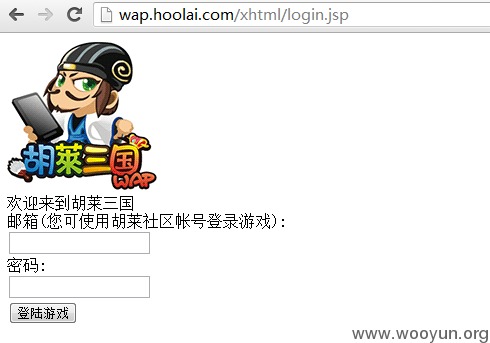 wap.hoolai.com/xhtml/login.jsp
胡莱三国
WAP
欢迎来到胡莱三国
邮箱(您可使用胡莱社区帐号登录游戏):
密码:
登陆游戏
www.wooyun.org